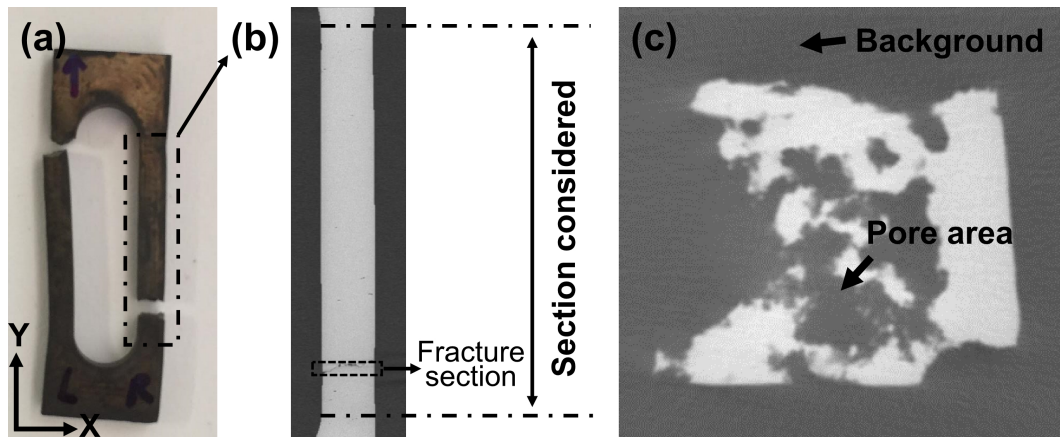 (a)
(b)
(c)
Background
Section considered
Pore area
Fracture
section
Y
X
L
R